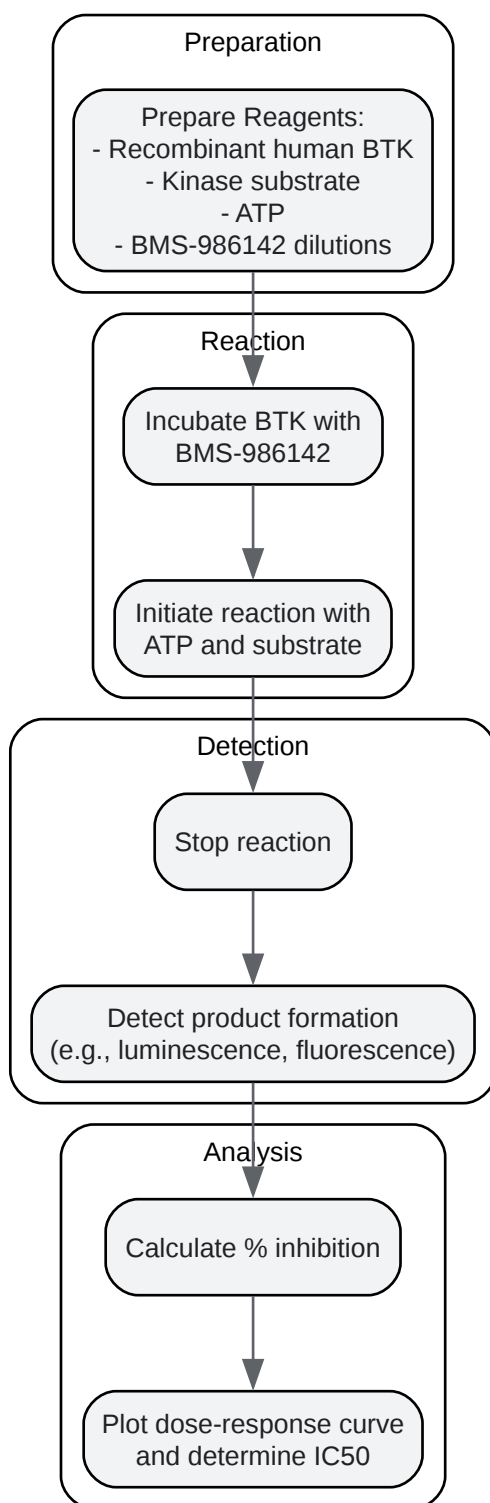 Preparation
Prepare Reagents:
- Recombinant human BTK
- Kinase substrate
- ATP
- BMS-986142 dilutions
Reaction
Incubate BTK with
BMS-986142
Initiate reaction with
ATP and substrate
Detection
Stop reaction
Detect product formation
(e.g., luminescence, fluorescence)
Analysis
Calculate % inhibition
Plot dose-response curve
and determine IC50